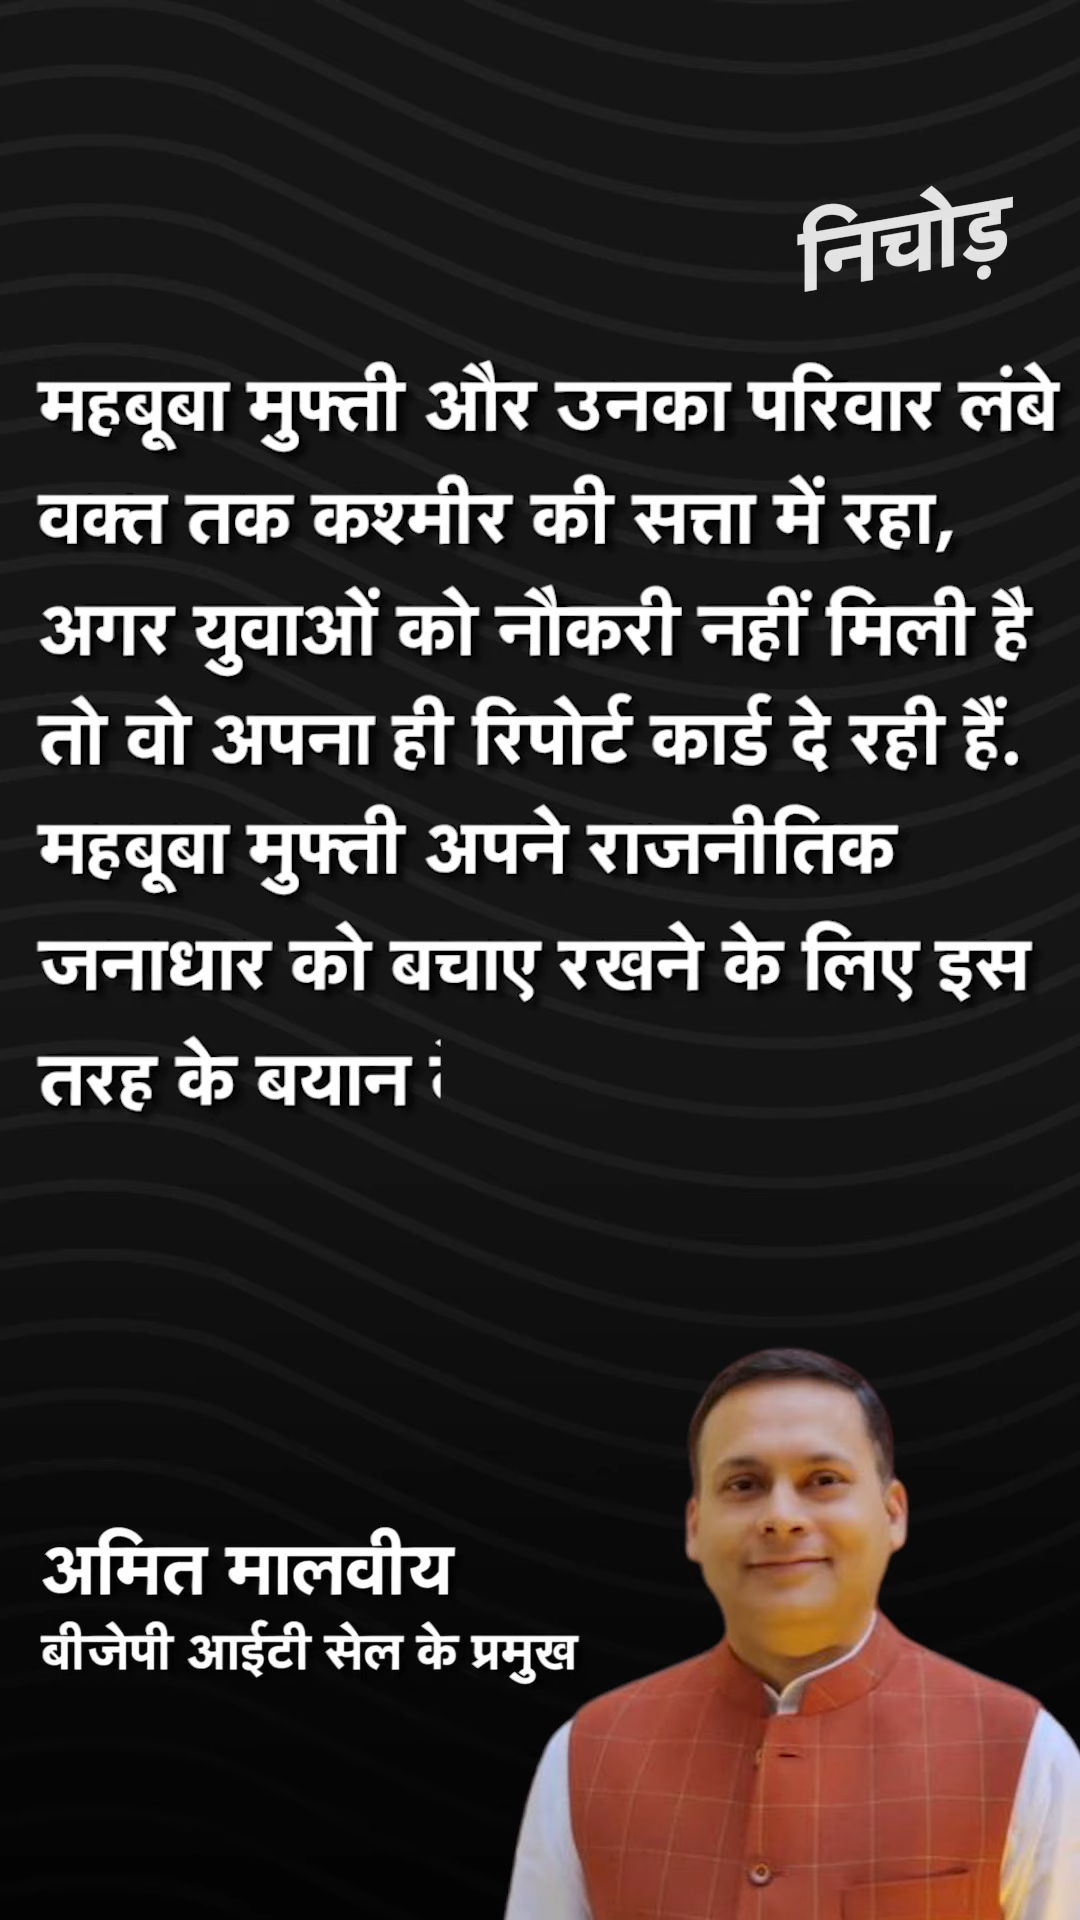 निचोड़
महबूबा मुफ्ती और उनका परिवार लंबे
वक्त तक कश्मीर की सत्ता में रहा,
अगर युवाओं को नौकरी नहीं मिली है
तो वो अपना ही रिपोर्ट कार्ड दे रही हैं.
महबूबा मुफ्ती अपने राजनीतिक
जनाधार को बचाए रखने के लिए इस
तरह के बयान
अमित मालवीय
बीजेपी आईटी सेल के प्रमुख